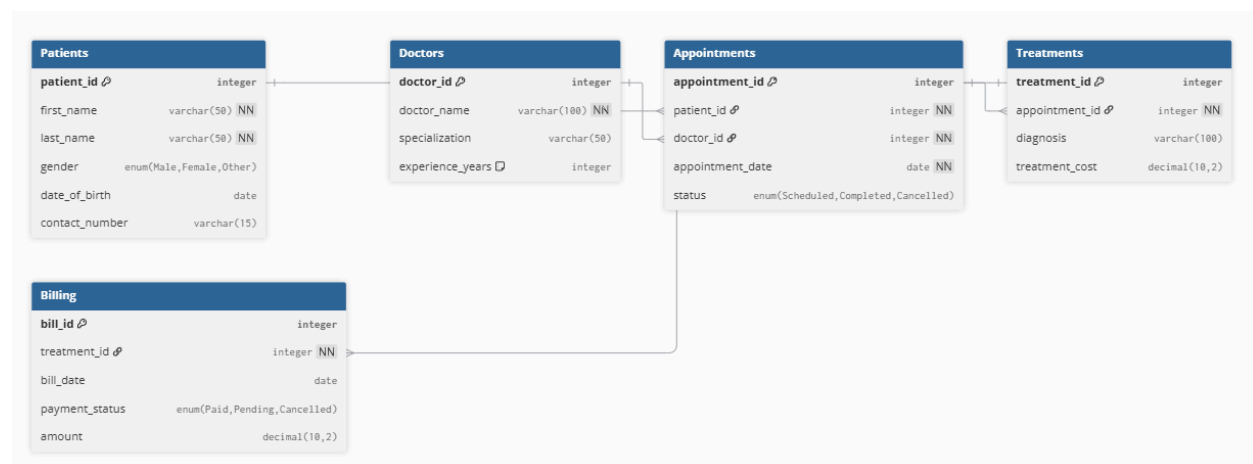 Patients
patient_id integer
first_name varchar(50) NN
last_name varchar(50) NN
gender enum(Male,Female,Other)
date_of_birth date
contact_number varchar(15)
Doctors
doctor_id integer
doctor_name varchar(100) NN
specialization varchar(50)
experience_years integer
Appointments
appointment_id integer
patient_id integer NN
doctor_id integer NN
appointment_date date NN
status enum(Scheduled,Completed,Cancelled)
Treatments
treatment_id integer
appointment_id integer NN
diagnosis varchar(100)
treatment_cost decimal(10,2)
Billing
bill_id integer
treatment_id integer NN
bill_date date
payment_status enum(Paid,Pending,Cancelled)
amount decimal(10,2)